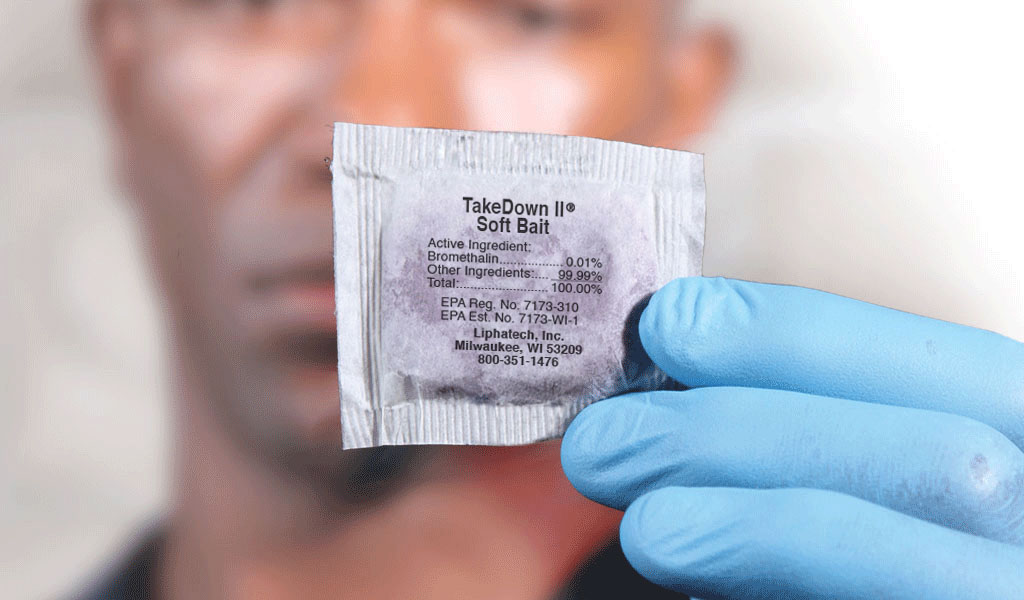 TakeDown II®
Soft Bait
Active Ingredient:
Bromethalin.................. 0.01%
Other Ingredients:.... 99.99%
Total:......................... 100.00%
EPA Reg. No. 7173-310
EPA Est. No. 7173-WI-1
Liphatech, Inc.
Milwaukee, WI 53209
800-351-1476